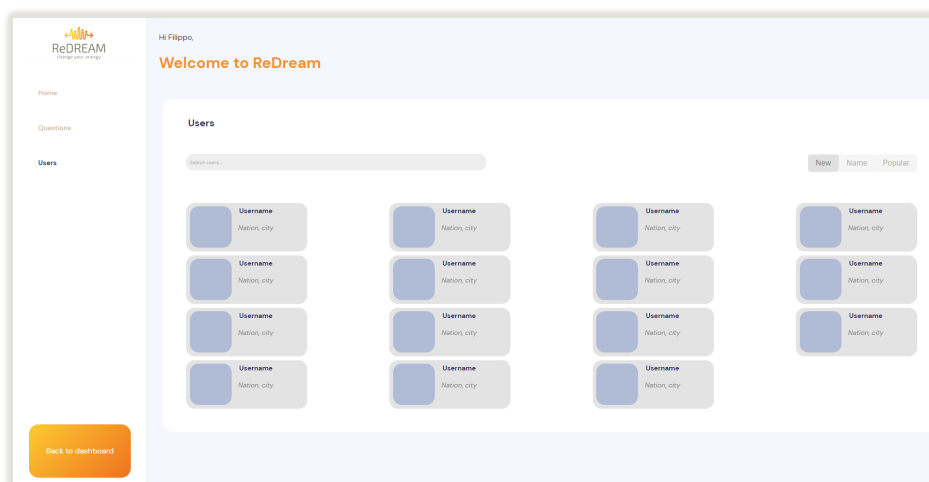 ReDREAM
change your energy
Home
Questions
Users
Back to dashboard
Hi Filippo,
Welcome to ReDream
Users
Search users..
New Name Popular
Username Username Username Username
Nation, city Nation, city Nation, city Nation, city
Username Username Username Username
Nation, city Nation, city Nation, city Nation, city
Username Username Username Username
Nation, city Nation, city Nation, city Nation, city
Username Username Username
Nation, city Nation, city Nation, city